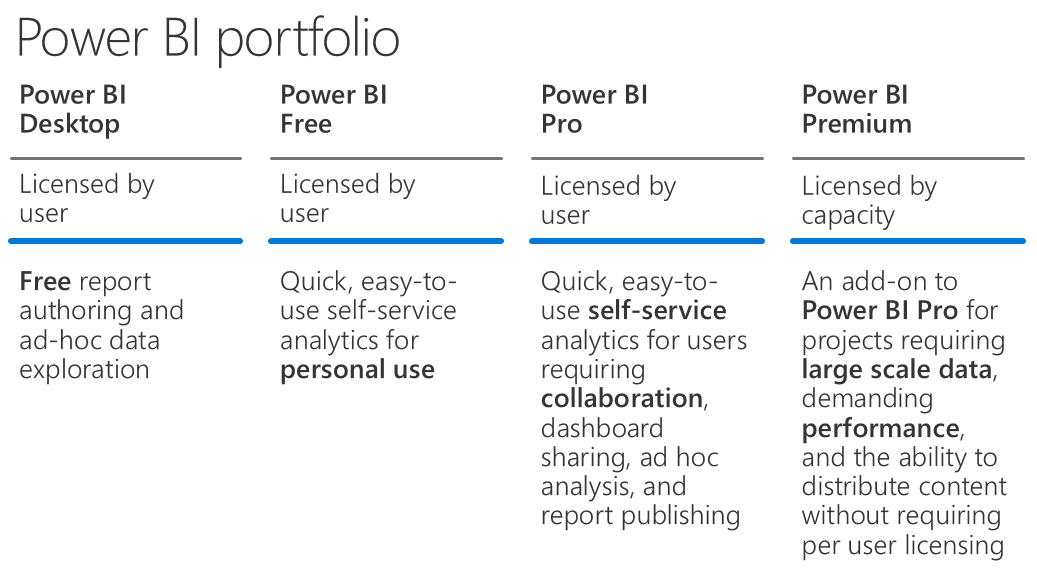 Power BI portfolio
Power BI
Desktop
Licensed by
user
Free report
authoring and
ad-hoc data
exploration
Power BI
Free
Licensed by
user
Quick, easy-to-
use self-service
analytics for
personal use
Power BI
Pro
Licensed by
user
Quick, easy-to-
use self-service
analytics for users
requiring
collaboration,
dashboard
sharing, ad hoc
analysis, and
report publishing
Power BI
Premium
Licensed by
capacity
An add-on to
Power BI Pro for
projects requiring
large scale data,
demanding
performance,
and the ability to
distribute content
without requiring
per user licensing